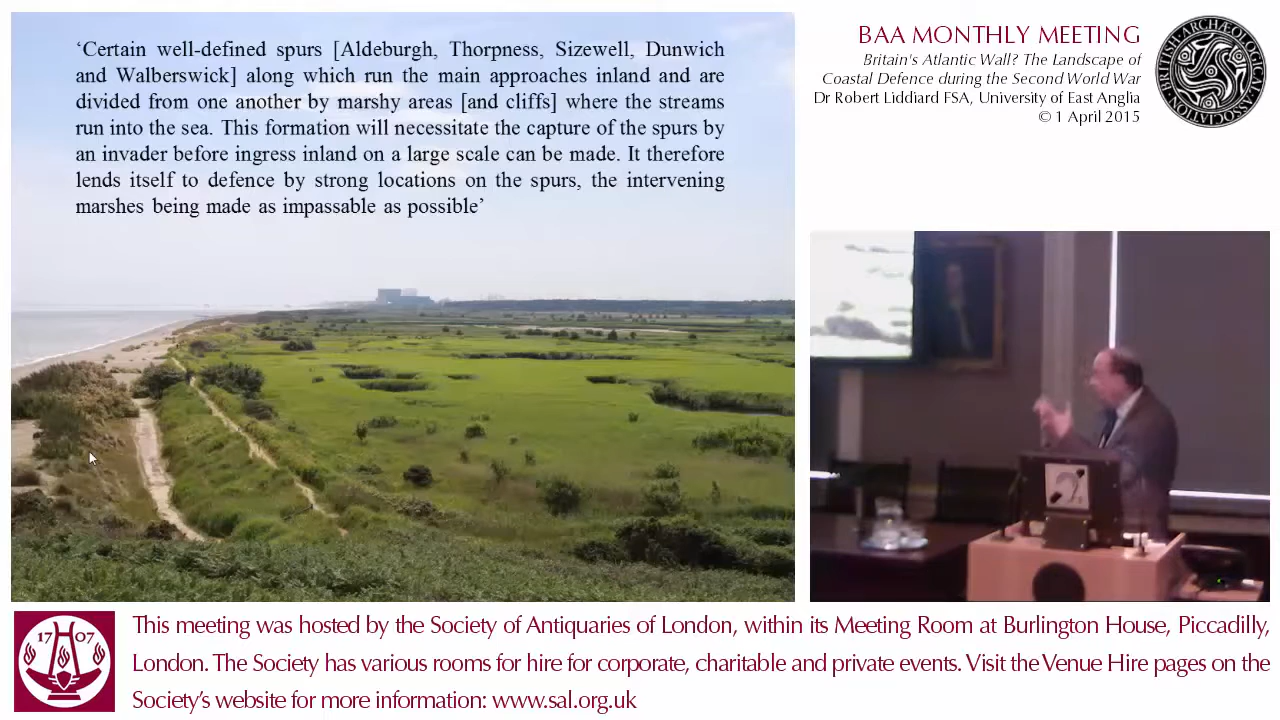 ‘Certain well-defined spurs [Aldeburgh, Thorpness, Sizewell, Dunwich
and Walberswick] along which run the main approaches inland and are
divided from one another by marshy areas [and cliffs] where the streams
run into the sea. This formation will necessitate the capture of the spurs by
an invader before ingress inland on a large scale can be made. It therefore
lends itself to defence by strong locations on the spurs, the intervening
marshes being made as impassable as possible’
BAA MONTHLY MEETING
Britain's Atlantic Wall? The Landscape of
Coastal Defence during the Second World War
Dr Robert Liddiard FSA, University of East Anglia
© 1 April 2015
BRITISH · ARCHÆOLOGICAL · ASSOCIATION
17 07
This meeting was hosted by the Society of Antiquaries of London, within its Meeting Room at Burlington House, Piccadilly,
London. The Society has various rooms for hire for corporate, charitable and private events. Visit the Venue Hire pages on the
Society’s website for more information: www.sal.org.uk